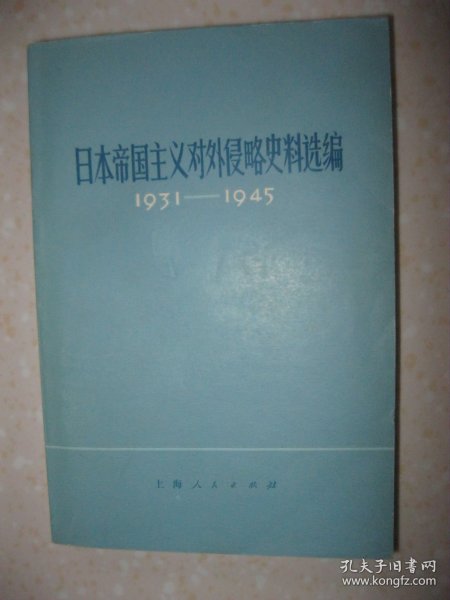 日本帝国主义对外侵略史料选编
1931——1945
上海人民出版社
孔夫子旧书网
www.kongfz.com